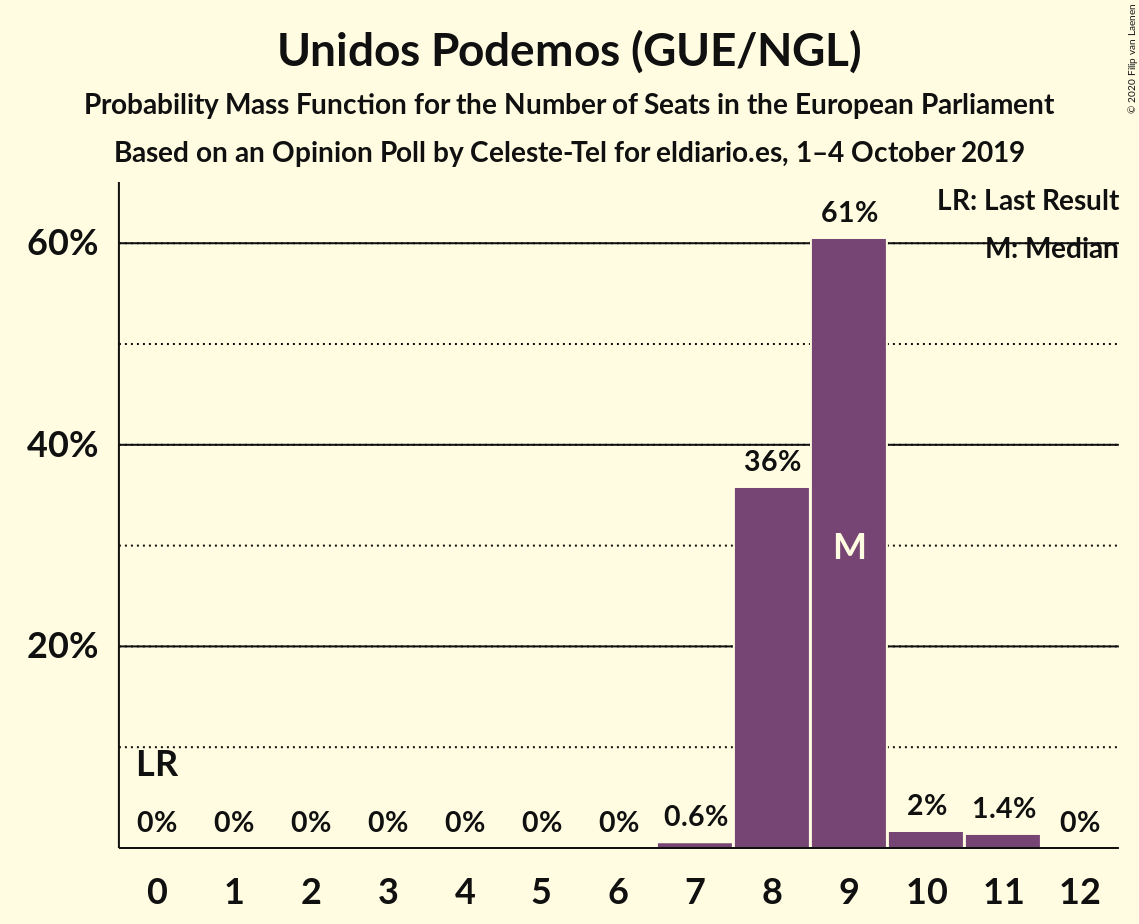 Unidos Podemos (GUE/NGL)
Probability Mass Function for the Number of Seats in the European Parliament
Based on an Opinion Poll by Celeste-Tel for eldiario.es, 1–4 October 2019
© 2020 Filip van Laenen
LR: Last Result
M: Median
61%
60%
40%
36%
M
20%
LR
0% 0% 0% 0% 0% 0% 0% 0.6% 2% 1.4% 0%
0 1 2 3 4 5 6 7 8 9 10 11 12